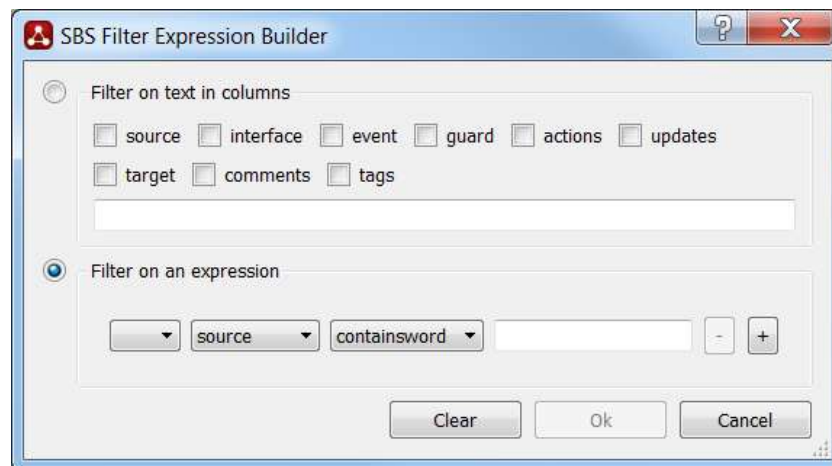 SBS Filter Expression Builder
? X
Filter on text in columns
source interface event guard actions updates
target comments tags
Filter on an expression
source containsword - +
Clear Ok Cancel